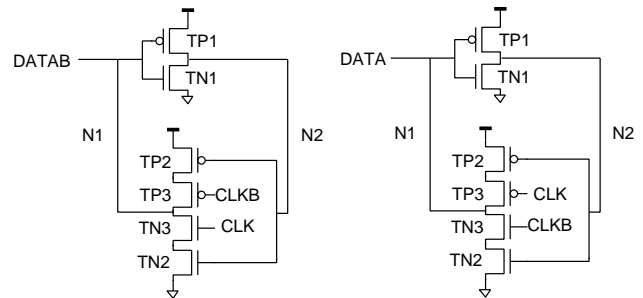 TP1
DATAB
TN1
N1
N2
TP2
TP3
CLKB
TN3
CLK
TN2
TP1
DATA
TN1
N1
N2
TP2
TP3
CLK
TN3
CLKB
TN2